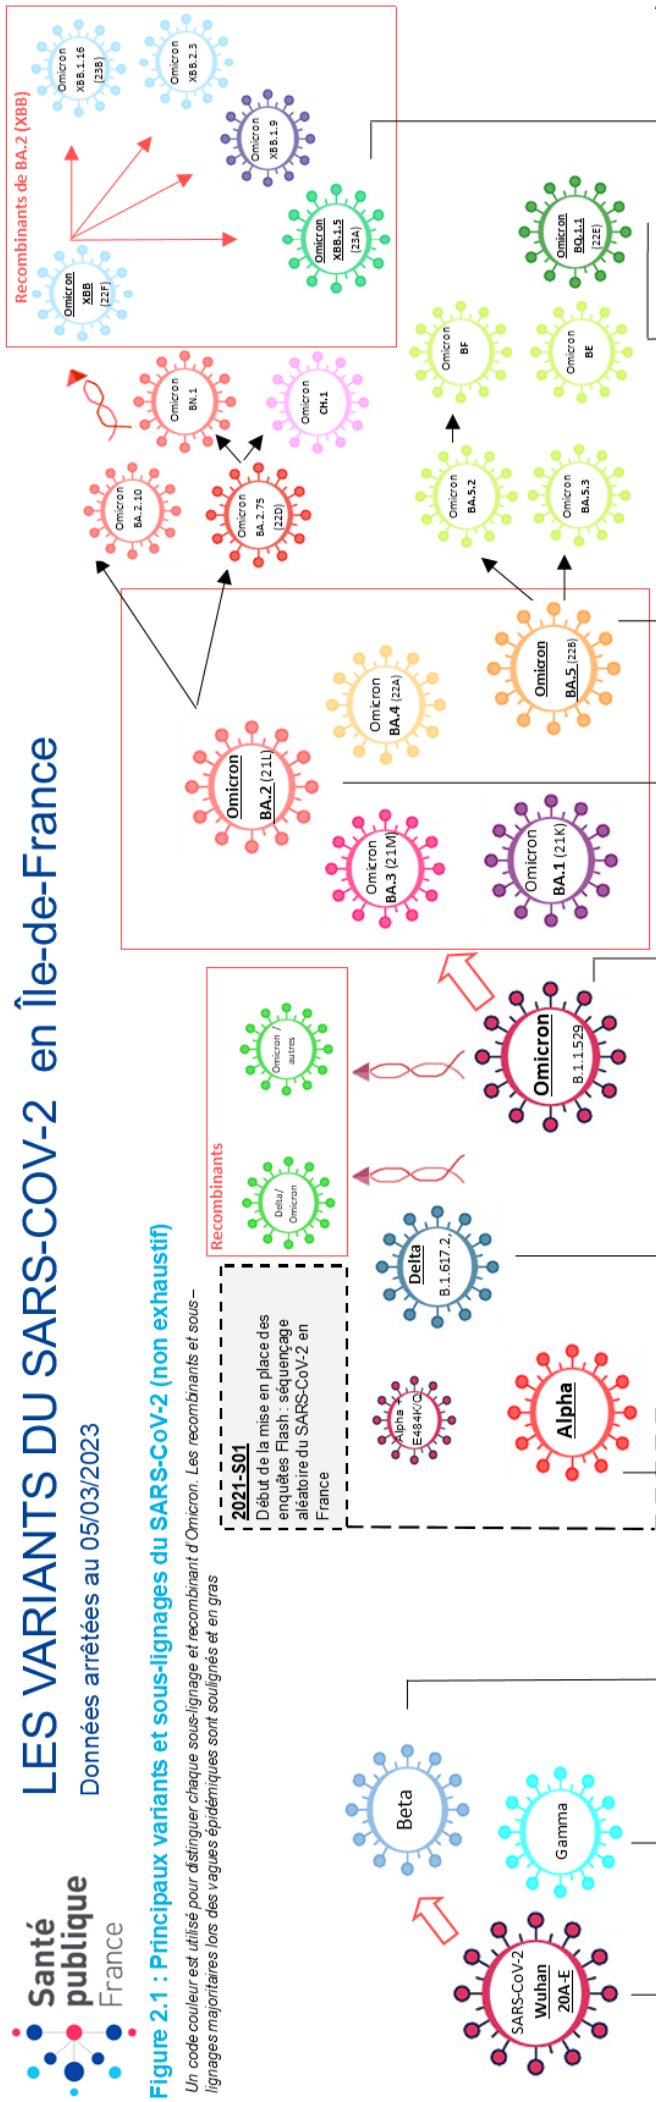 Santé
publique
France
LES VARIANTS DU SARS-COV-2 en Île-de-France
Données arrêtées au 05/03/2023
Figure 2.1 : Principaux variants et sous-lignages du SARS-CoV-2 (non exhaustif)
Un code couleur est utilisé pour distinguer chaque sous-lignage et recombinant d'Omicron. Les recombinants et sous–
lignages majoritaires lors des vagues épidémiques sont soulignés et en gras
SARS-CoV-2
Wuhan
20A-E
Beta
Gamma
2021-S01
Début de la mise en place des
enquêtes Flash : séquençage
aléatoire du SARS-CoV-2 en
France
Alpha +
E484K/Q
Alpha
Delta
B.1.617.2,
Recombinants
Delta/
Omicron
Omicron /
autres
Omicron
B.1.1.529
Omicron
BA.2 (21L)
Omicron
BA.3 (21M)
Omicron
BA.1 (21K)
Omicron
BA.4 (22A)
Omicron
BA.5 (22B)
Omicron
BA.2.10
Omicron
BA.2.75
(22D)
Omicron
BN.1
Omicron
CH.1
Omicron
BA.5.2
Omicron
BA.5.3
Omicron
BF
Omicron
BE
Omicron
BQ.1.1
(22E)
Recombinants de BA.2 (XBB)
Omicron
XBB
(22F)
Omicron
XBB.1.16
(23B)
Omicron
XBB.2.3
Omicron
XBB.1.9
Omicron
XBB.1.5
(23A)